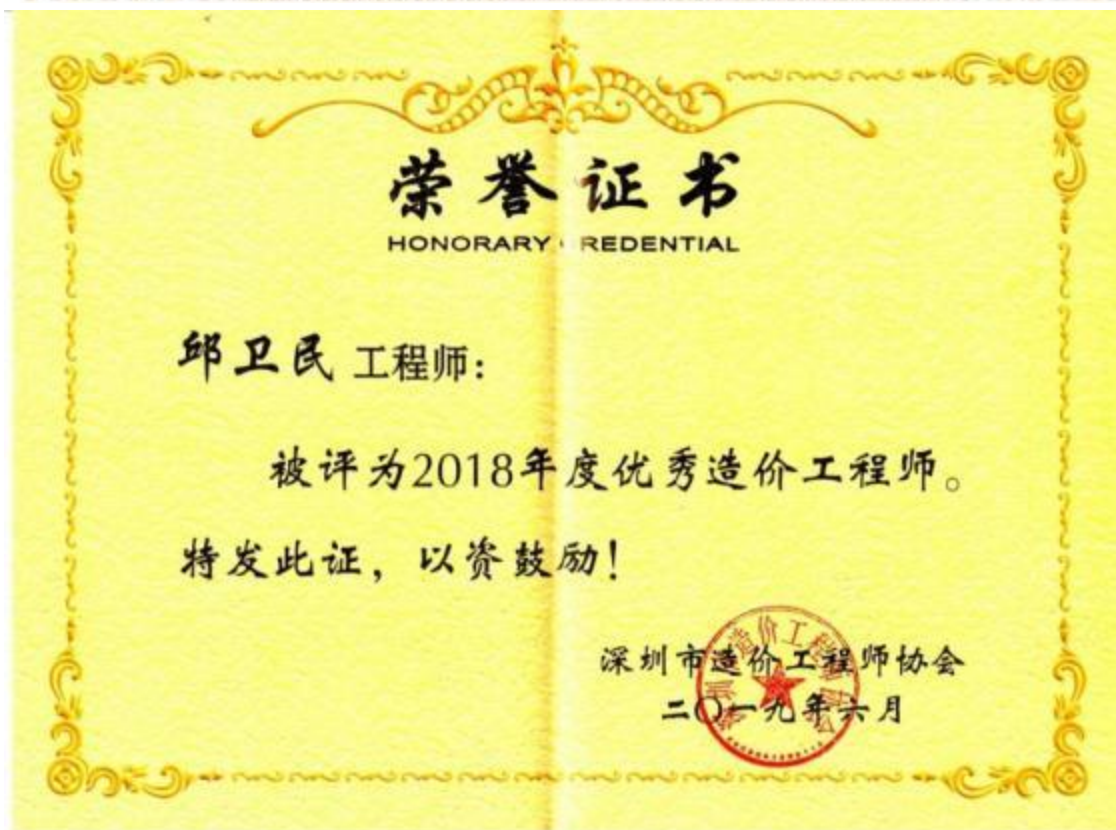 荣誉证书
HONORARY CREDENTIAL
邱卫民 工程师：
被评为2018年度优秀造价工程师。
特发此证，以资鼓励！
深圳市造价工程师协会
二〇一九年六月